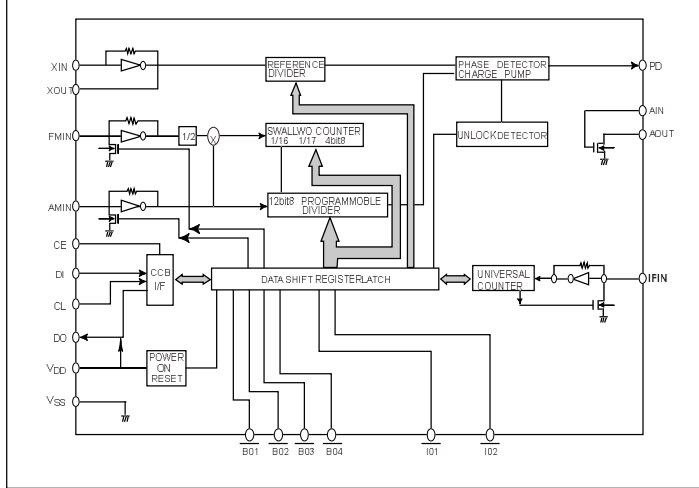 XIN
XOUT
FMIN
AMIN
CE
DI
CL
DO
VDD
VSS
REFERENCE
DIVIDER
PHASE DETECTOR
CHARGE PUMP
PD
AIN
AOUT
UNLOCKDETECTOR
1/2
X
SWALLWO COUNTER
1/16 1/17 4bit8
12bit8 PROGRAMMOBLE
DIVIDER
CCB
I/F
DATA SHIFT REGISTERLATCH
UNIVERSAL
COUNTER
IFIN
POWER
ON
RESET
B01
B02
B03
B04
I01
I02